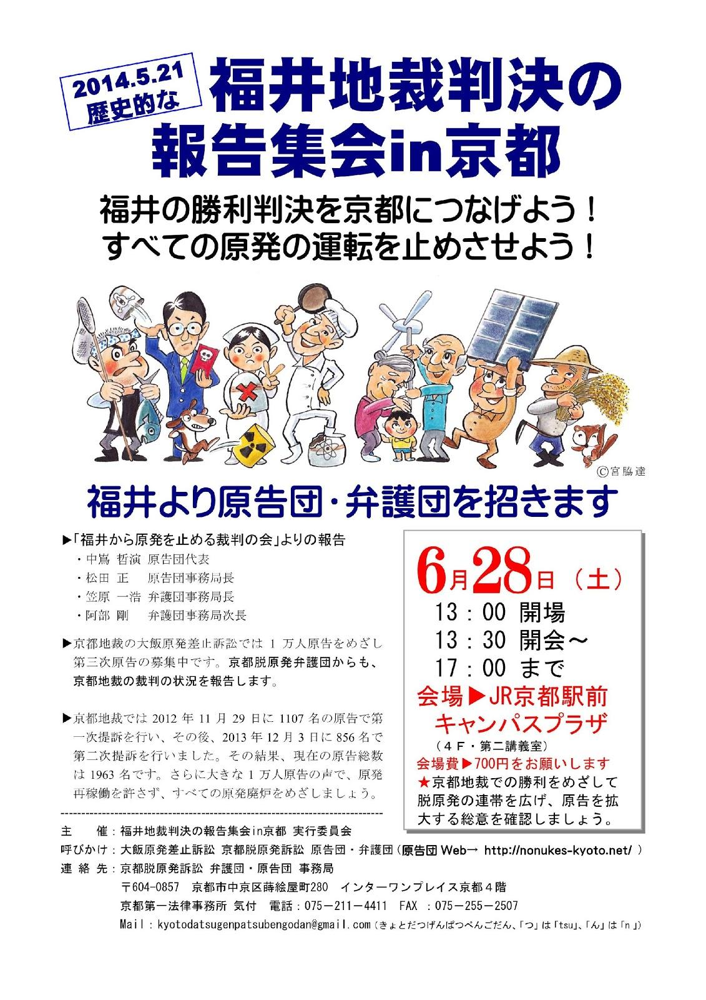 2014.5.21
歴史的な
福井地裁判決の
報告集会in京都
福井の勝利判決を京都につなげよう！
すべての原発の運転を止めさせよう！
©宮脇達
福井より原告団・弁護団を招きます
▶「福井から原発を止める裁判の会」よりの報告
・中嶌 哲演 原告団代表
・松田 正 原告団事務局長
・笠原 一浩 弁護団事務局長
・阿部 剛 弁護団事務局次長
▶京都地裁の大飯原発差止訴訟では 1 万人原告をめざし
第三次原告の募集中です。京都脱原発弁護団からも、
京都地裁の裁判の状況を報告します。
▶京都地裁では 2012 年 11 月 29 日に 1107 名の原告で第
一次提訴を行い、その後、2013 年 12 月 3 日に 856 名で
第二次提訴を行いました。その結果、現在の原告総数
は 1963 名です。さらに大きな 1 万人原告の声で、原発
再稼働を許さず、すべての原発廃炉をめざしましょう。
6月28日（土）
13：00 開場
13：30 開会～
17：00 まで
会場▶JR京都駅前
キャンパスプラザ
（４Ｆ・第二講義室）
会場費▶700円をお願いします
★京都地裁での勝利をめざして
脱原発の連帯を広げ、原告を拡
大する総意を確認しましょう。
主　催：福井地裁判決の報告集会in京都 実行委員会
呼びかけ：大飯原発差止訴訟 京都脱原発訴訟 原告団・弁護団（原告団 Web→ http://nonukes-kyoto.net/ ）
連 絡 先：京都脱原発訴訟 弁護団・原告団 事務局
〒604-0857　京都市中京区蒔絵屋町280　インターワンプレイス京都４階
京都第一法律事務所 気付　電話：075－211－4411　FAX ：075－255－2507
Mail：kyotodatsugenpatsubengodan@gmail.com（きょとだつげんぱつべんごだん、「つ」は「tsu」、「ん」は「n」）